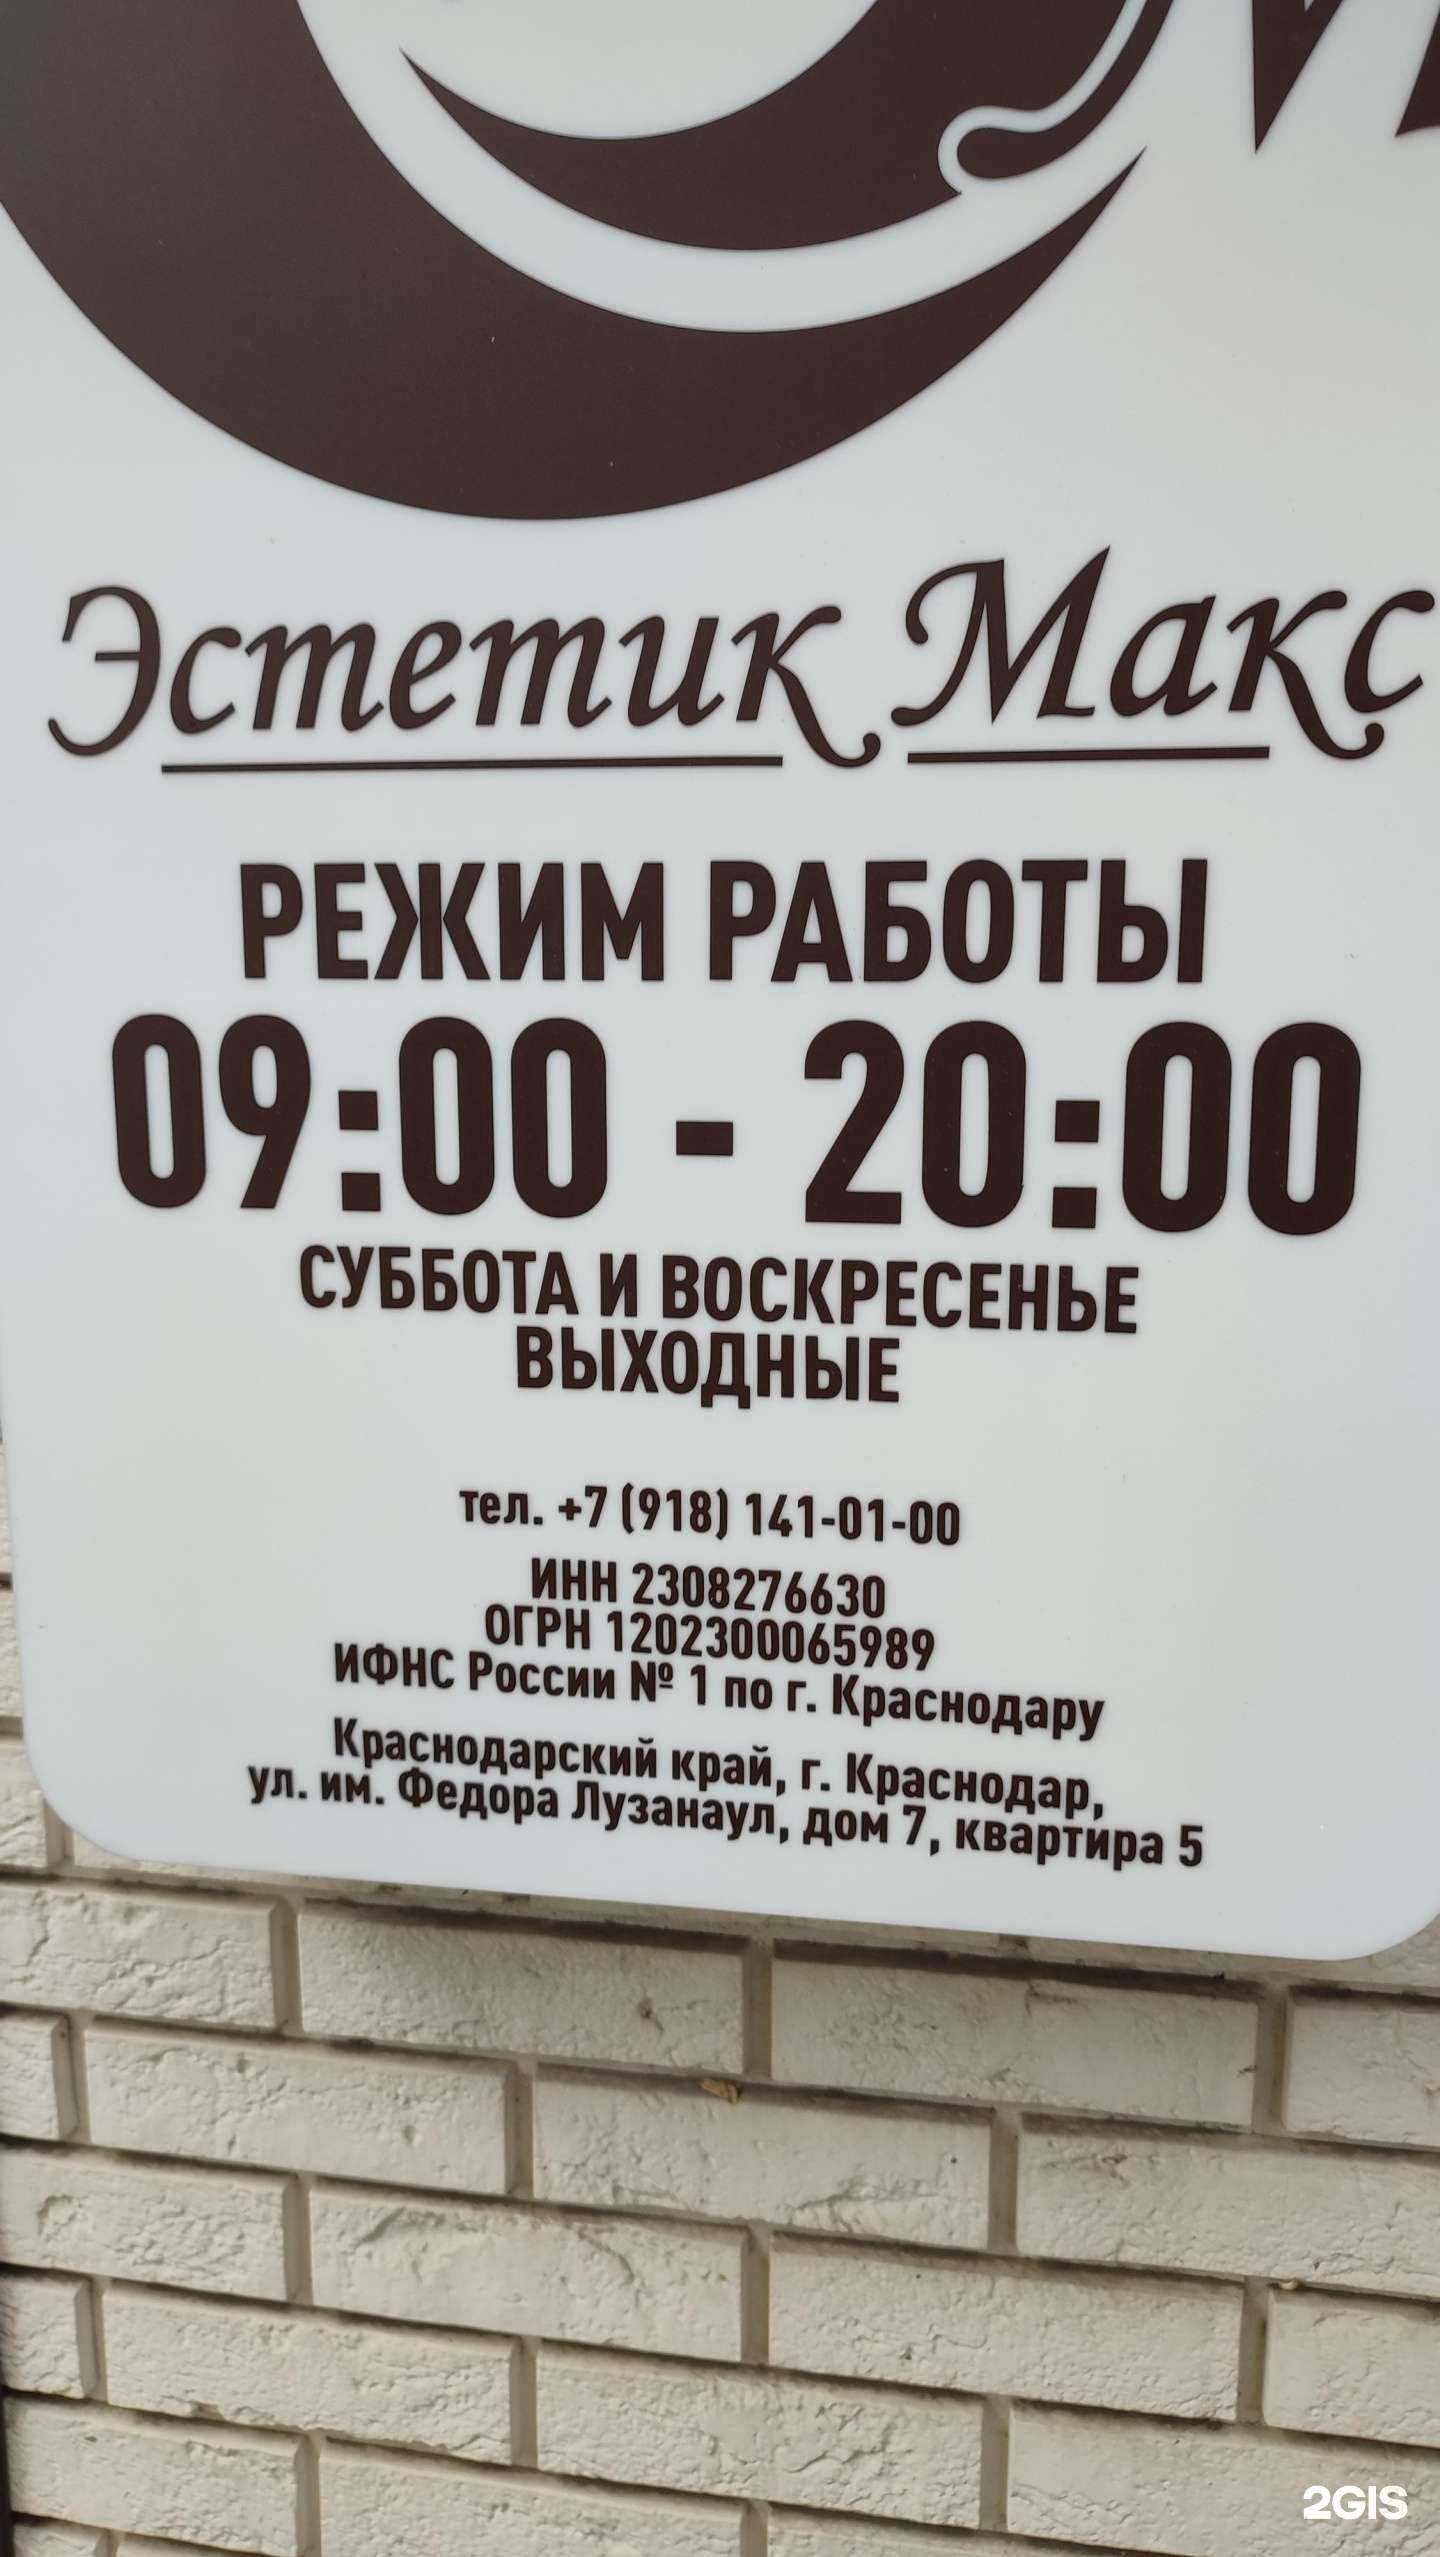 Эстетик Макс
РЕЖИМ РАБОТЫ
09:00 - 20:00
СУББОТА И ВОСКРЕСЕНЬЕ
ВЫХОДНЫЕ
тел. +7 (918) 141-01-00
ИНН 2308276630
ОГРН 1202300065989
ИФНС России № 1 по г. Краснодару
Краснодарский край, г. Краснодар,
ул. им. Федора Лузанаул, дом 7, квартира 5
2GIS